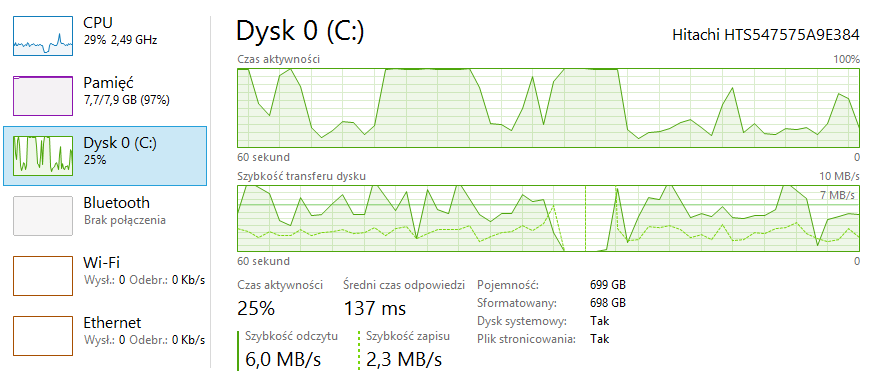 CPU
29% 2,49 GHz
Pamięć
7,7/7,9 GB (97%)
Dysk 0 (C:)
25%
Bluetooth
Brak połączenia
Wi-Fi
Wysł.: 0 Odebr.: 0 Kb/s
Ethernet
Wysł.: 0 Odebr.: 0 Kb/s
Dysk 0 (C:)
Hitachi HTS547575A9E384
Czas aktywności
100%
60 sekund
0
Szybkość transferu dysku
10 MB/s
7 MB/s
60 sekund
0
Czas aktywności
25%
Średni czas odpowiedzi
137 ms
Szybkość odczytu
6,0 MB/s
Szybkość zapisu
2,3 MB/s
Pojemność: 699 GB
Sformatowany: 698 GB
Dysk systemowy: Tak
Plik stronicowania: Tak